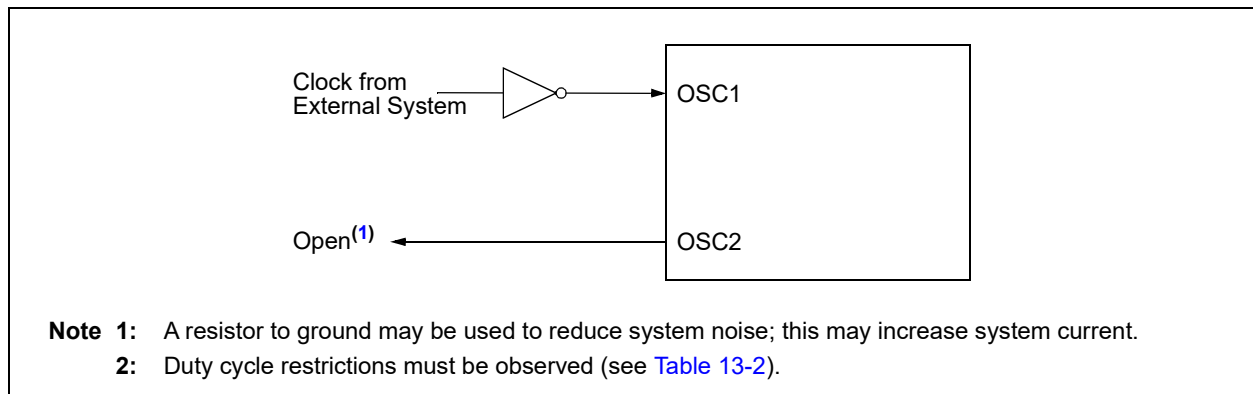 Clock from
External System
OSC1
Open(1)
OSC2
Note 1: A resistor to ground may be used to reduce system noise; this may increase system current.
2: Duty cycle restrictions must be observed (see Table 13-2).